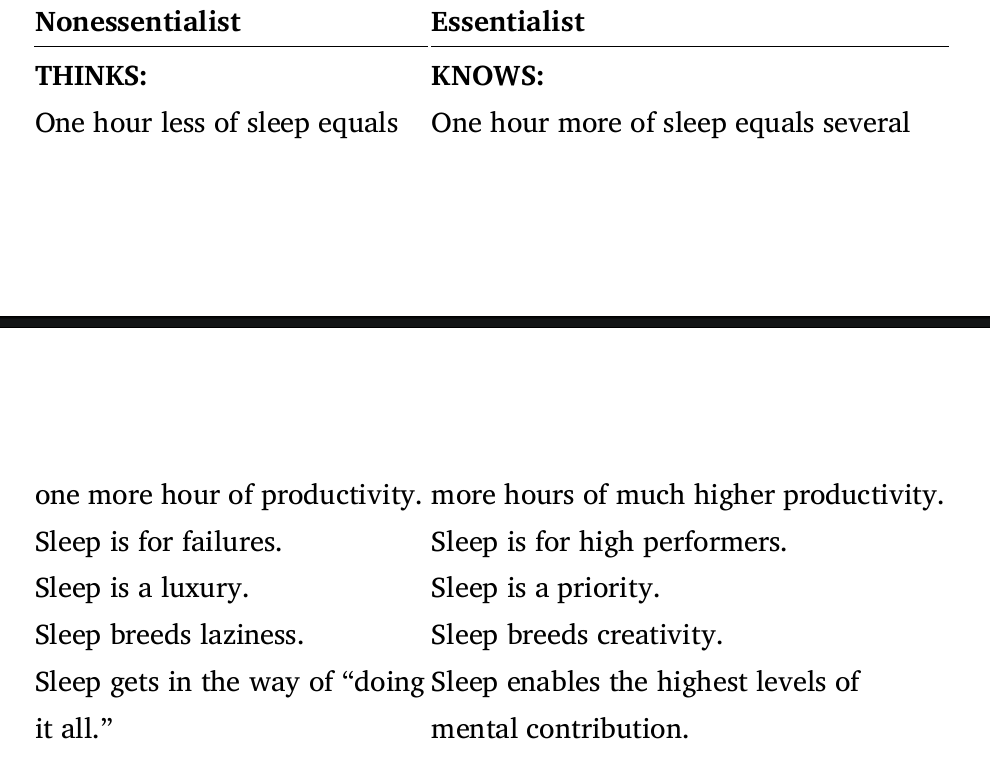 Nonessentialist Essentialist
THINKS: KNOWS:
One hour less of sleep equals One hour more of sleep equals several
one more hour of productivity. more hours of much higher productivity.
Sleep is for failures. Sleep is for high performers.
Sleep is a luxury. Sleep is a priority.
Sleep breeds laziness. Sleep breeds creativity.
Sleep gets in the way of “doing Sleep enables the highest levels of
it all.” mental contribution.